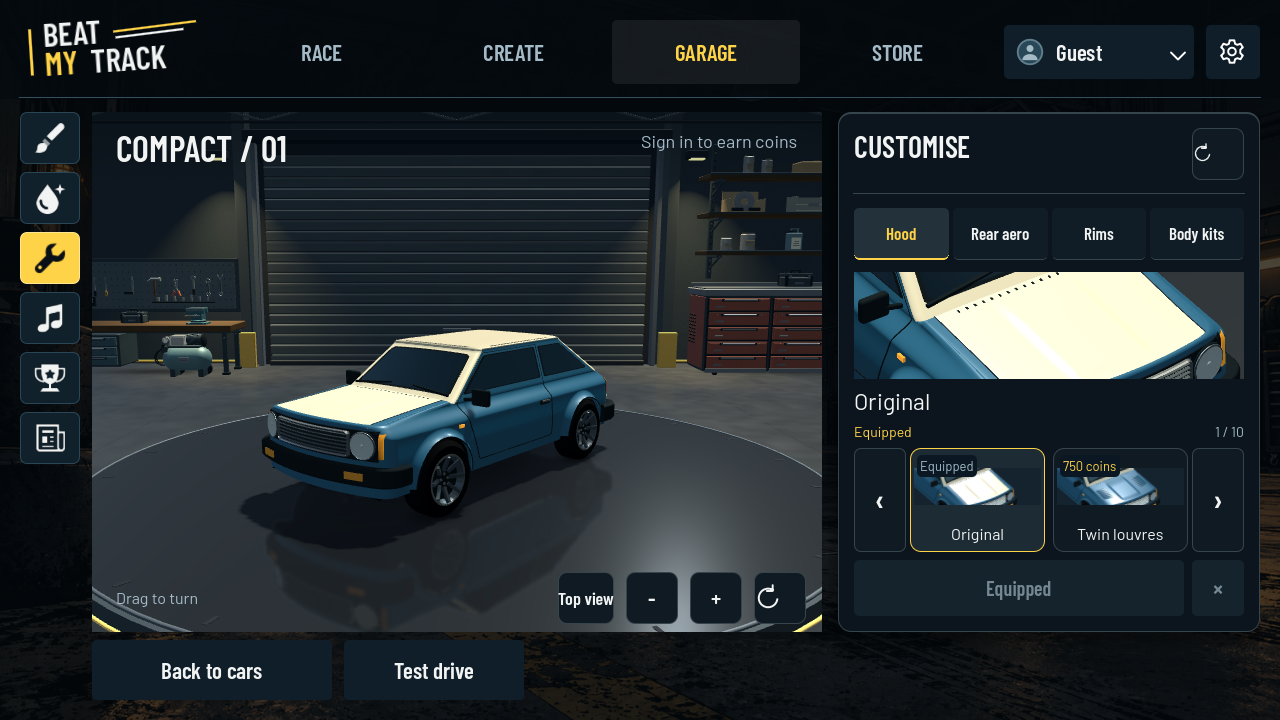 BEAT
MY TRACK
RACE
CREATE
GARAGE
STORE
Guest
COMPACT / 01
Sign in to earn coins
CUSTOMISE
Hood
Rear aero
Rims
Body kits
Original
Equipped
1 / 10
Equipped
750 coins
Original
Twin louvres
Drag to turn
Top view
-
+
Equipped
×
Back to cars
Test drive